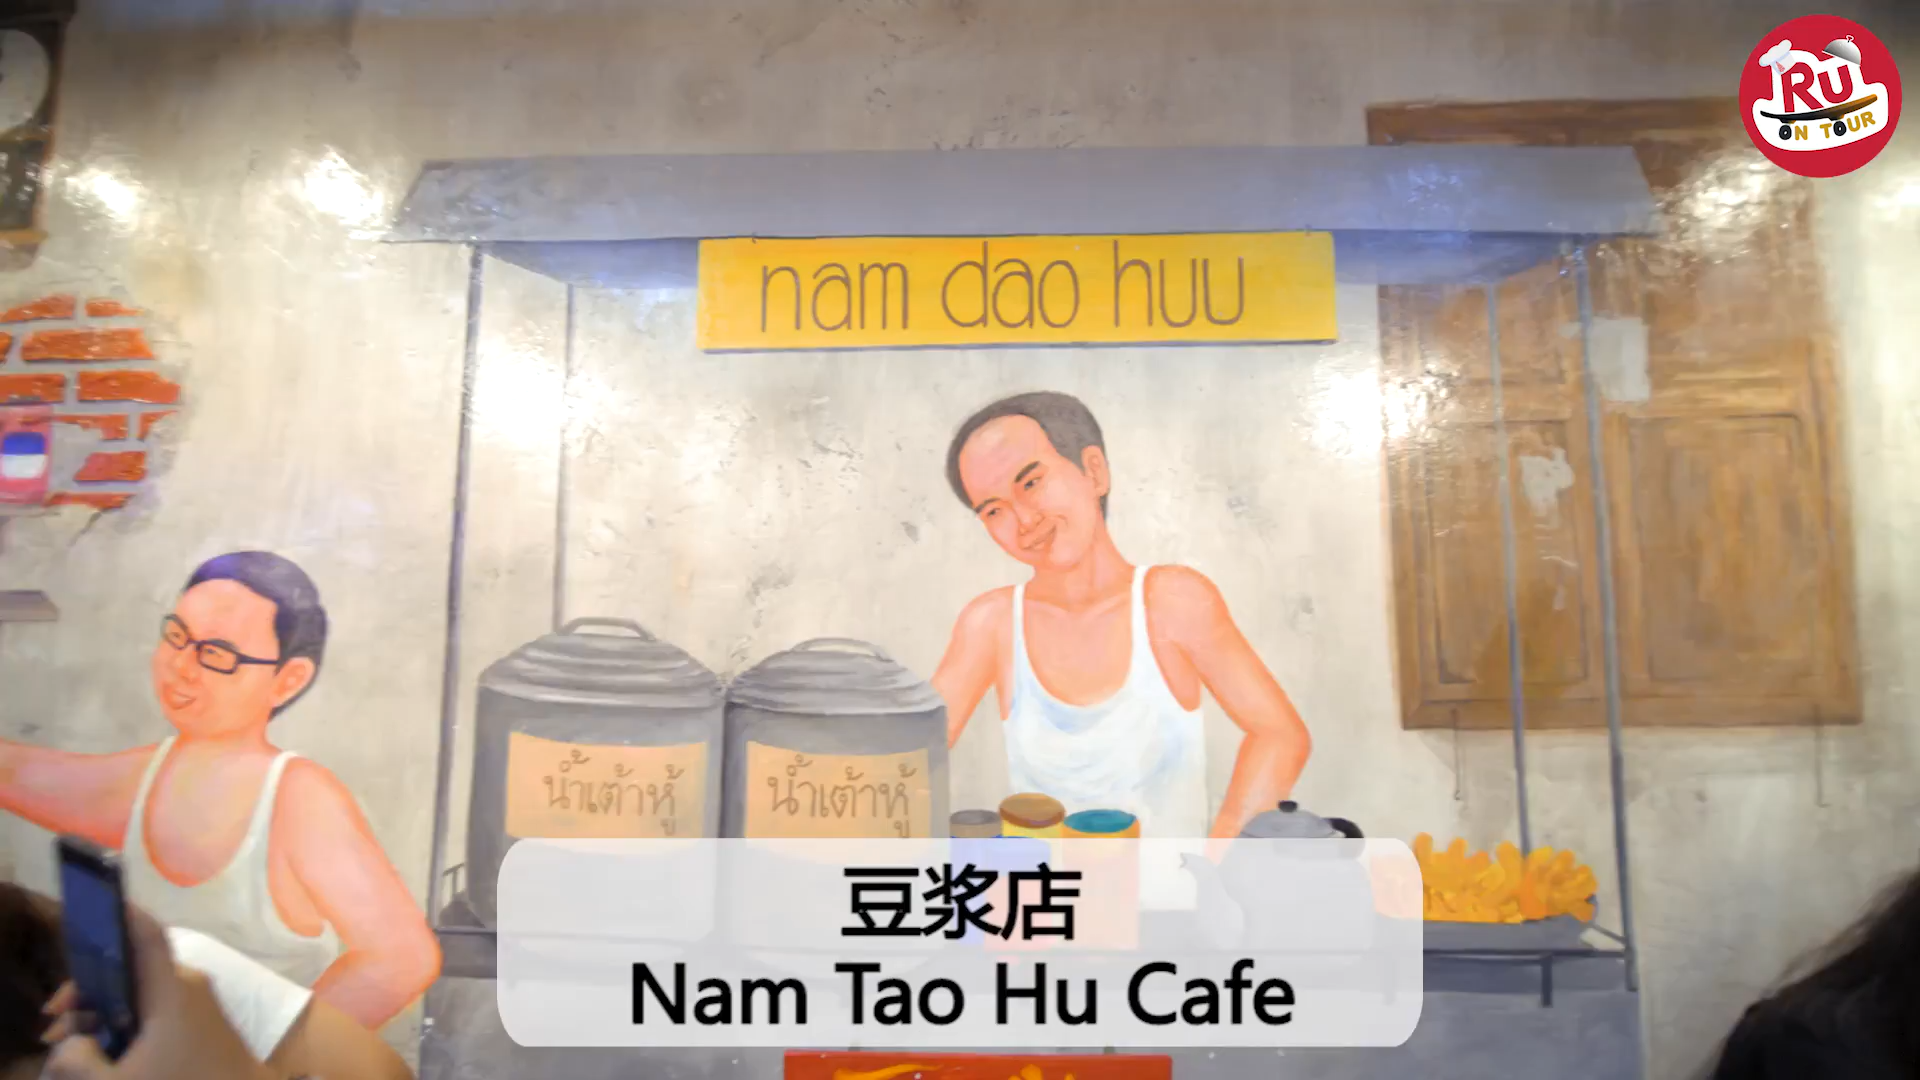 RU
ON TOUR
nam dao huu
น้ำเต้าหู้
น้ำเต้าหู้
豆浆店
Nam Tao Hu Cafe